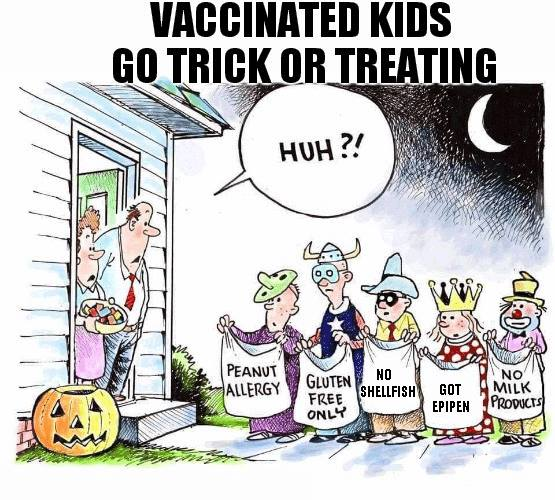 VACCINATED KIDS
GO TRICK OR TREATING
HUH ?!
PEANUT
ALLERGY
GLUTEN
FREE
ONLY
NO
SHELLFISH
GOT
EPIPEN
NO
MILK
PRODUCTS